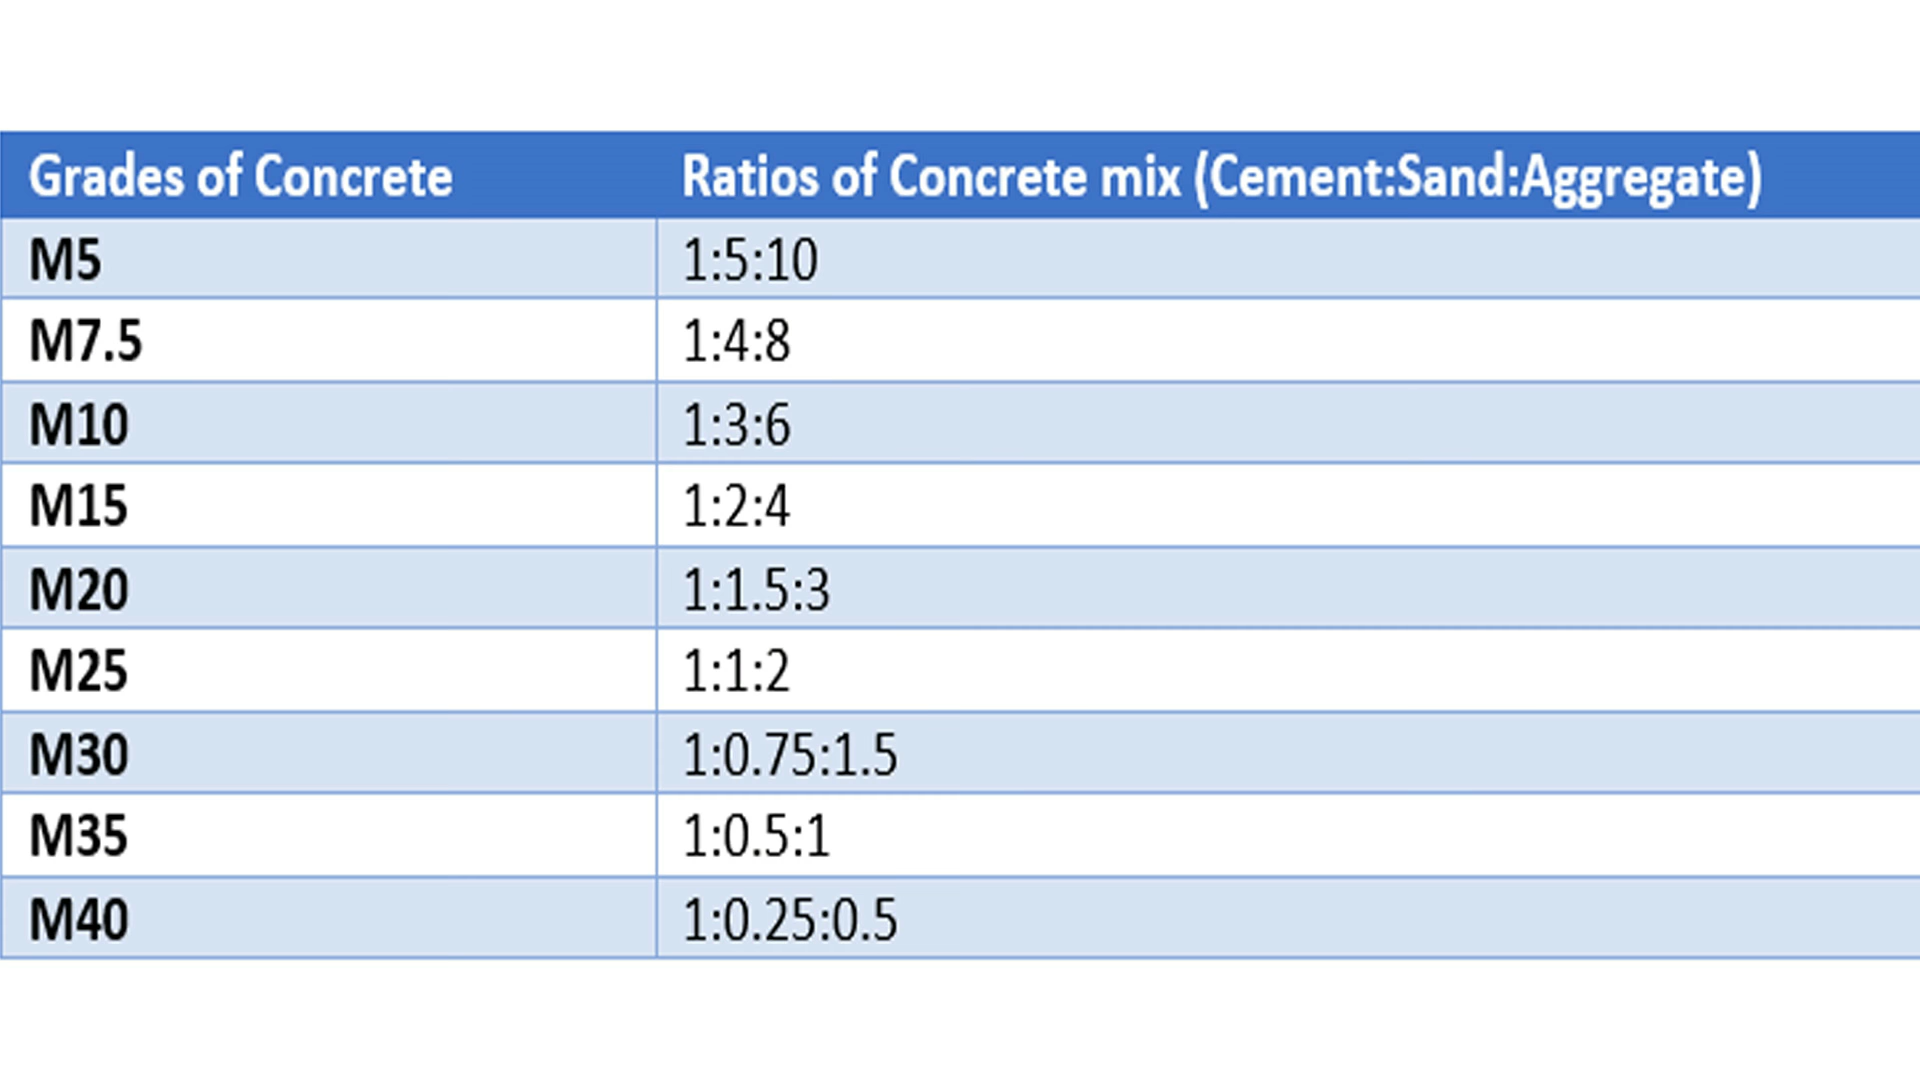 Grades of Concrete Ratios of Concrete mix (Cement:Sand:Aggregate)
M5 1:5:10
M7.5 1:4:8
M10 1:3:6
M15 1:2:4
M20 1:1.5:3
M25 1:1:2
M30 1:0.75:1.5
M35 1:0.5:1
M40 1:0.25:0.5